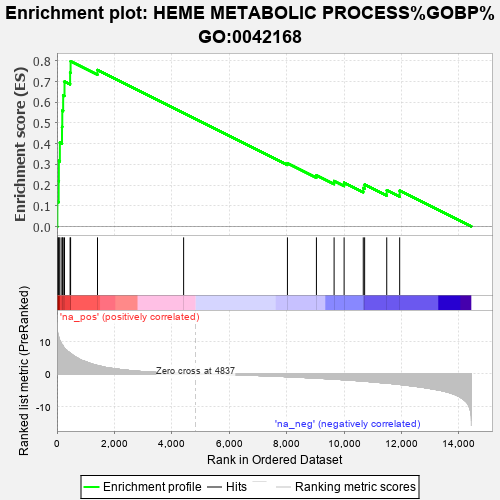 Enrichment plot: HEME METABOLIC PROCESS%GOBP%
GO:0042168
Enrichment score (ES)
0.8
0.7
0.6
0.5
0.4
0.3
0.2
0.1
0.0
'na_pos' (positively correlated)
Ranked list metric (PreRanked)
10
0
-10
Zero cross at 4837
'na_neg' (negatively correlated)
0 2,000 4,000 6,000 8,000 10,000 12,000 14,000
Rank in Ordered Dataset
Enrichment profile Hits Ranking metric scores